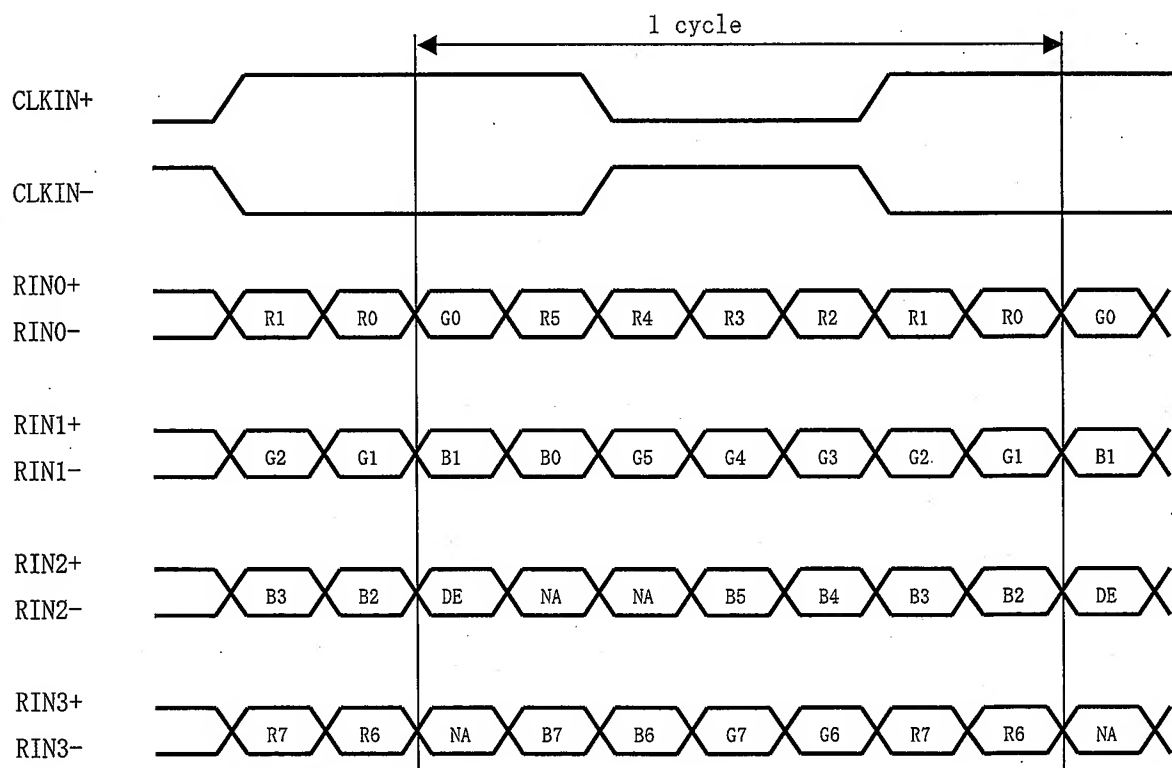 1 cycle
CLKIN+
CLKIN-
RIN0+
RIN0-
R1 R0 G0 R5 R4 R3 R2 R1 R0 G0
RIN1+
RIN1-
G2 G1 B1 B0 G5 G4 G3 G2 G1 B1
RIN2+
RIN2-
B3 B2 DE NA NA B5 B4 B3 B2 DE
RIN3+
RIN3-
R7 R6 NA B7 B6 G7 G6 R7 R6 NA